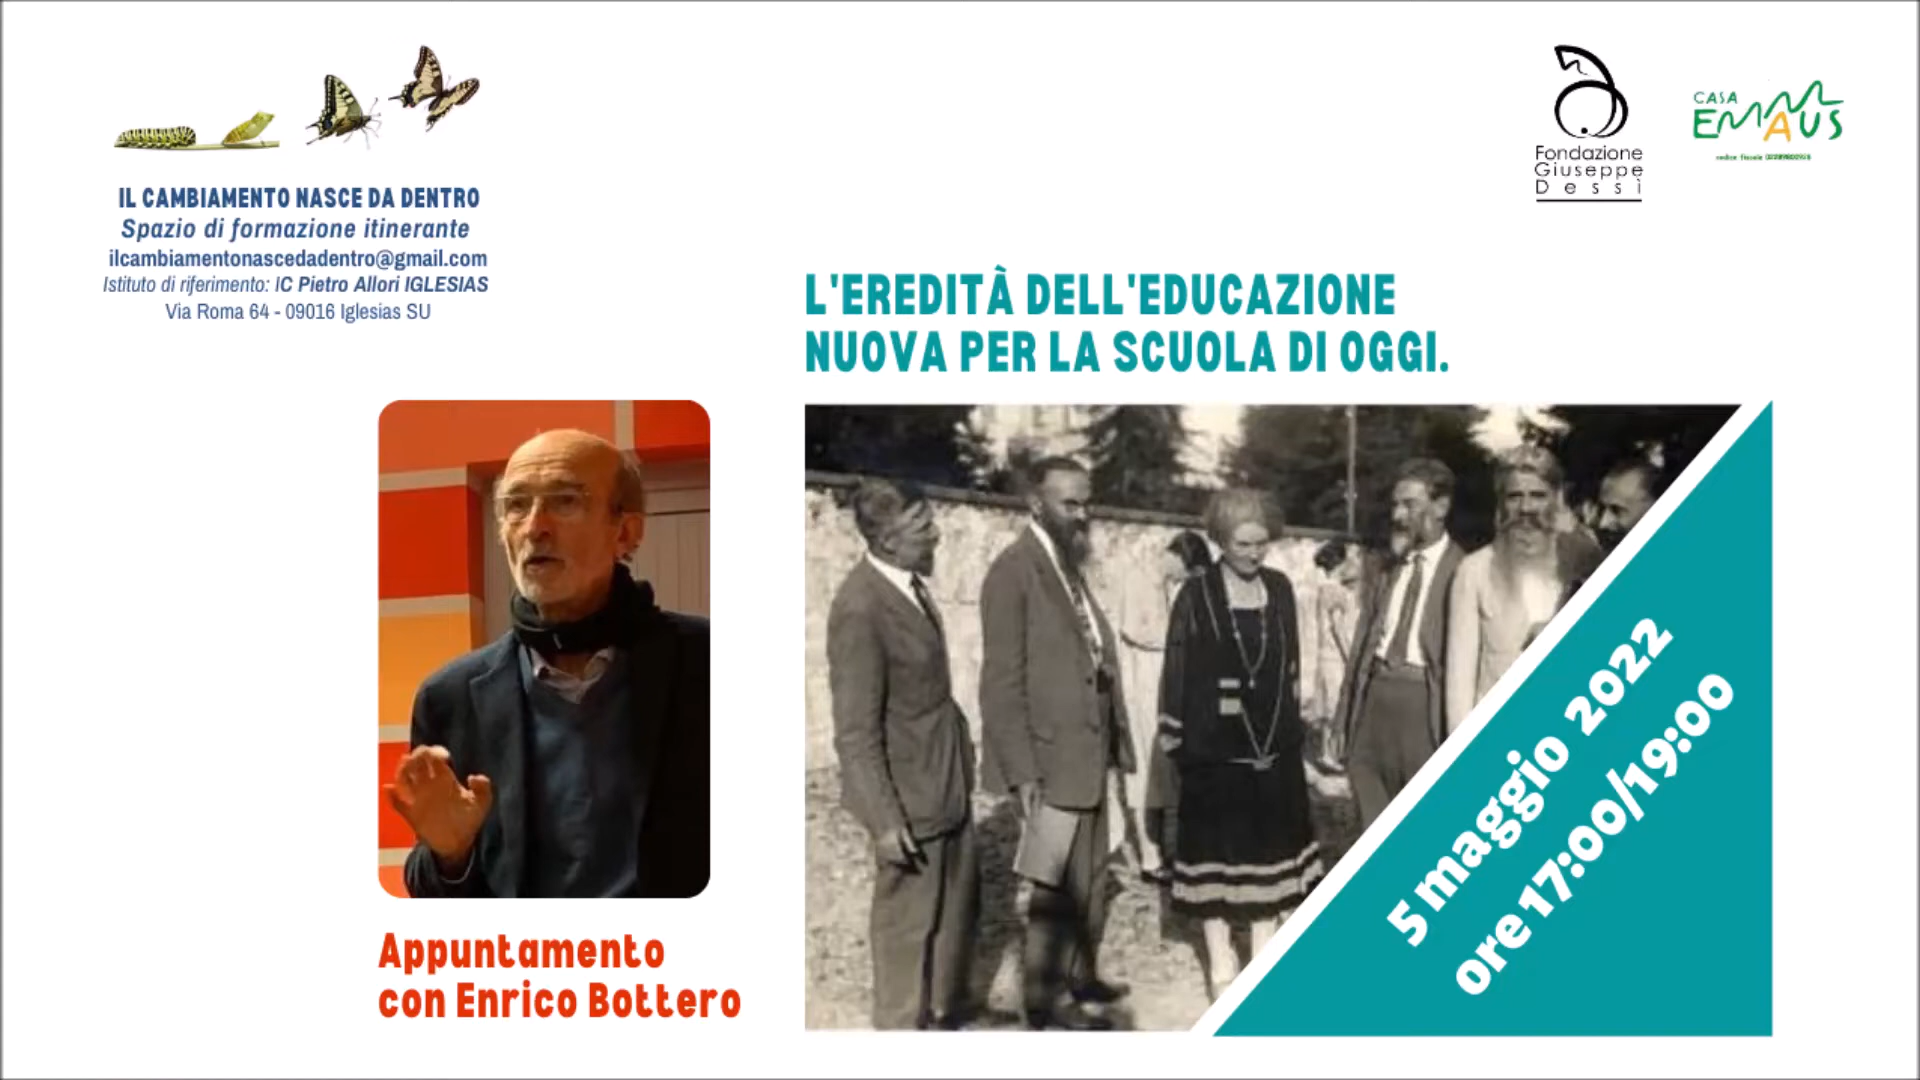 IL CAMBIAMENTO NASCE DA DENTRO
Spazio di formazione itinerante
ilcambiamentonascedadentro@gmail.com
Istituto di riferimento: IC Pietro Allori IGLESIAS
Via Roma 64 - 09016 Iglesias SU
Fondazione
Giuseppe
Dessì
CASA
EMMAUS
codice fiscale
L'EREDITÀ DELL'EDUCAZIONE
NUOVA PER LA SCUOLA DI OGGI.
5 maggio 2022
ore 17:00/19:00
Appuntamento
con Enrico Bottero